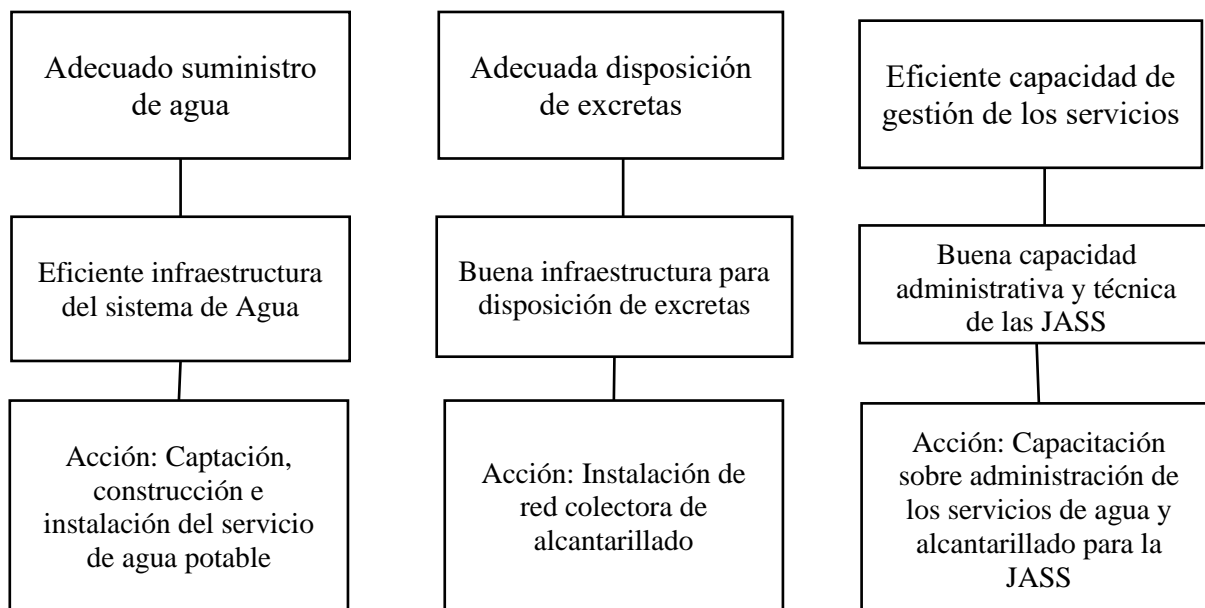 Adecuado suministro
de agua
Adecuada disposición
de excretas
Eficiente capacidad de
gestión de los servicios
Eficiente infraestructura
del sistema de Agua
Buena infraestructura para
disposición de excretas
Buena capacidad
administrativa y técnica
de las JASS
Acción: Captación,
construcción e
instalación del servicio
de agua potable
Acción: Instalación de
red colectora de
alcantarillado
Acción: Capacitación
sobre administración de
los servicios de agua y
alcantarillado para la
JASS